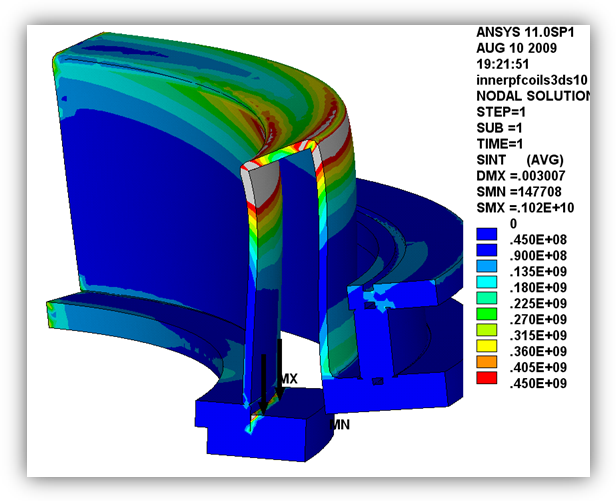 ANSYS 11.0SP1
AUG 10 2009
19:21:51
innerpfcoils3ds10
NODAL SOLUTION
STEP=1
SUB =1
TIME=1
SINT (AVG)
DMX =.003007
SMN =147708
SMX =.102E+10
0
.450E+08
.900E+08
.135E+09
.180E+09
.225E+09
.270E+09
.315E+09
.360E+09
.405E+09
.450E+09
MX
MN